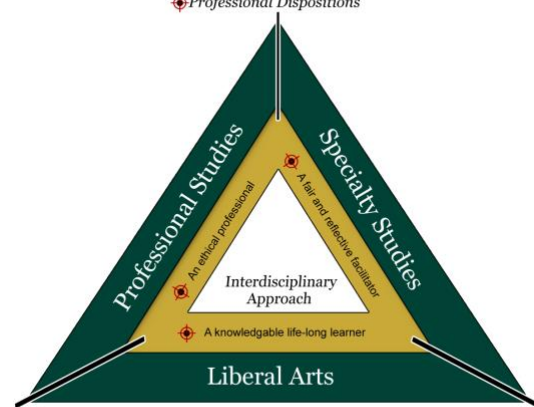 Professional Dispositions
Professional Studies
Specialty Studies
An ethical professional
A fair and reflective facilitator
Interdisciplinary
Approach
A knowledgable life-long learner
Liberal Arts